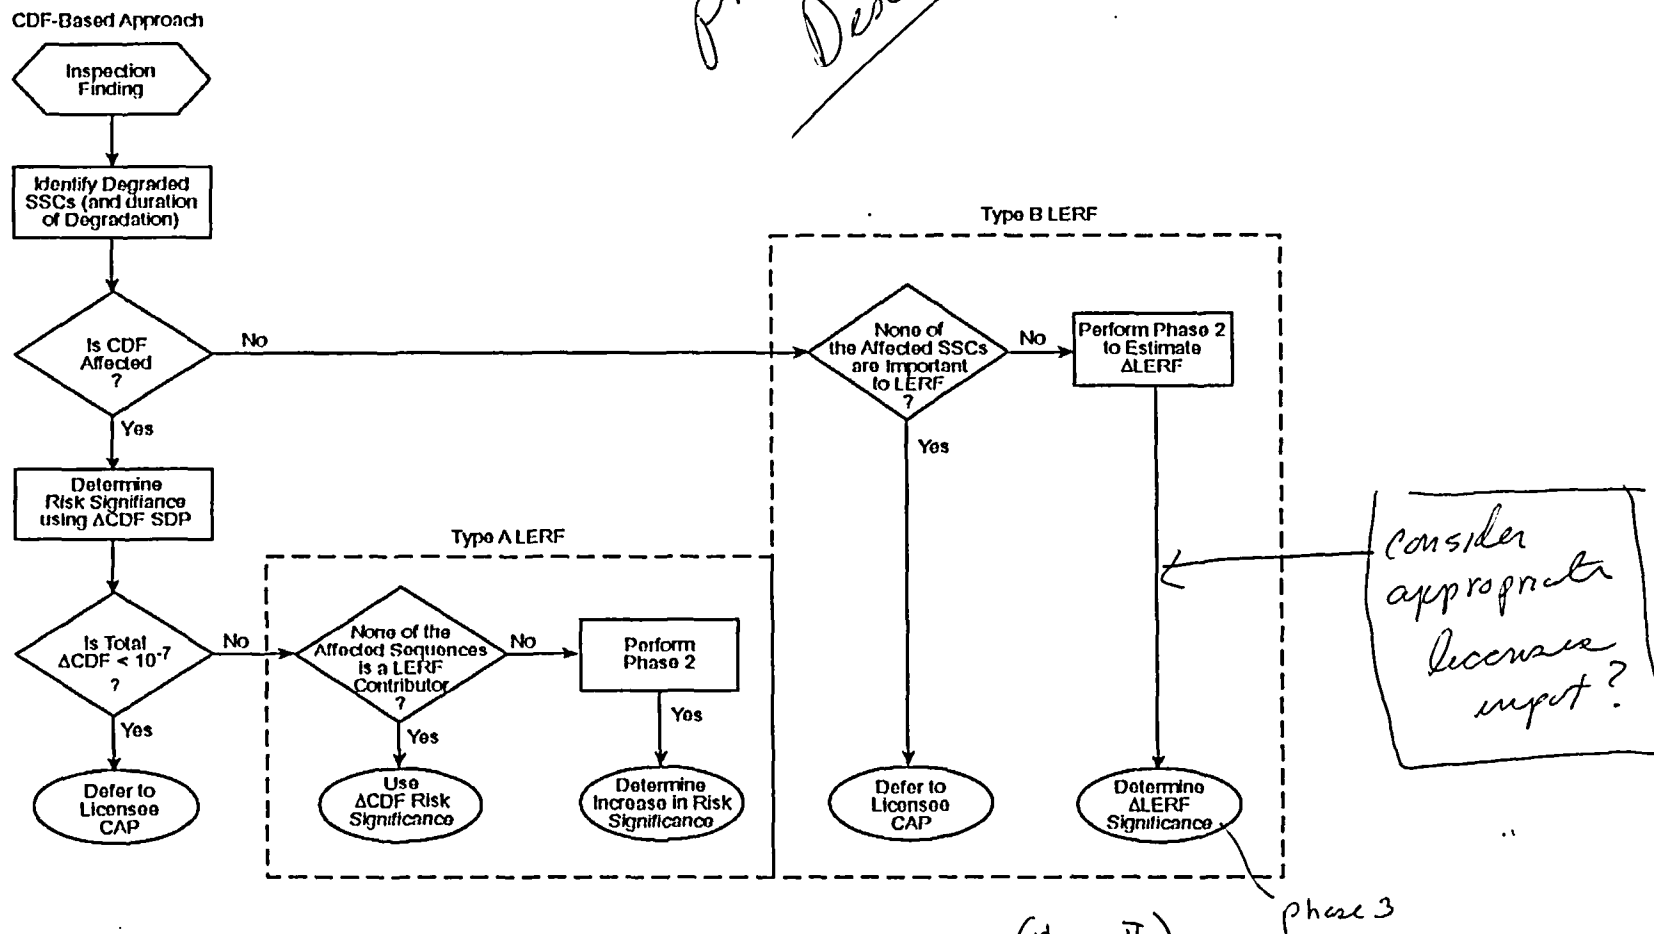 CDF-Based Approach
Inspection
Finding
Identify Degraded
SSCs (and duration
of Degradation)
Is CDF
Affected
?
No
Yes
Determine
Risk Signifiance
using ΔCDF SDP
Is Total
ΔCDF < 10-7
?
No
Yes
Defer to
Licensee
CAP
Type A LERF
None of the
Affected Sequences
is a LERF
Contributor
?
No
Yes
Use
ΔCDF Risk
Significance
Perform
Phase 2
Yes
Determine
Increase in Risk
Significance
Type B LERF
None of
the Affected SSCs
are Important
to LERF
?
No
Yes
Defer to
Licensee
CAP
Perform Phase 2
to Estimate
ΔLERF
Determine
ΔLERF
Significance
consider
appropriate
licensee
input?
phase 3